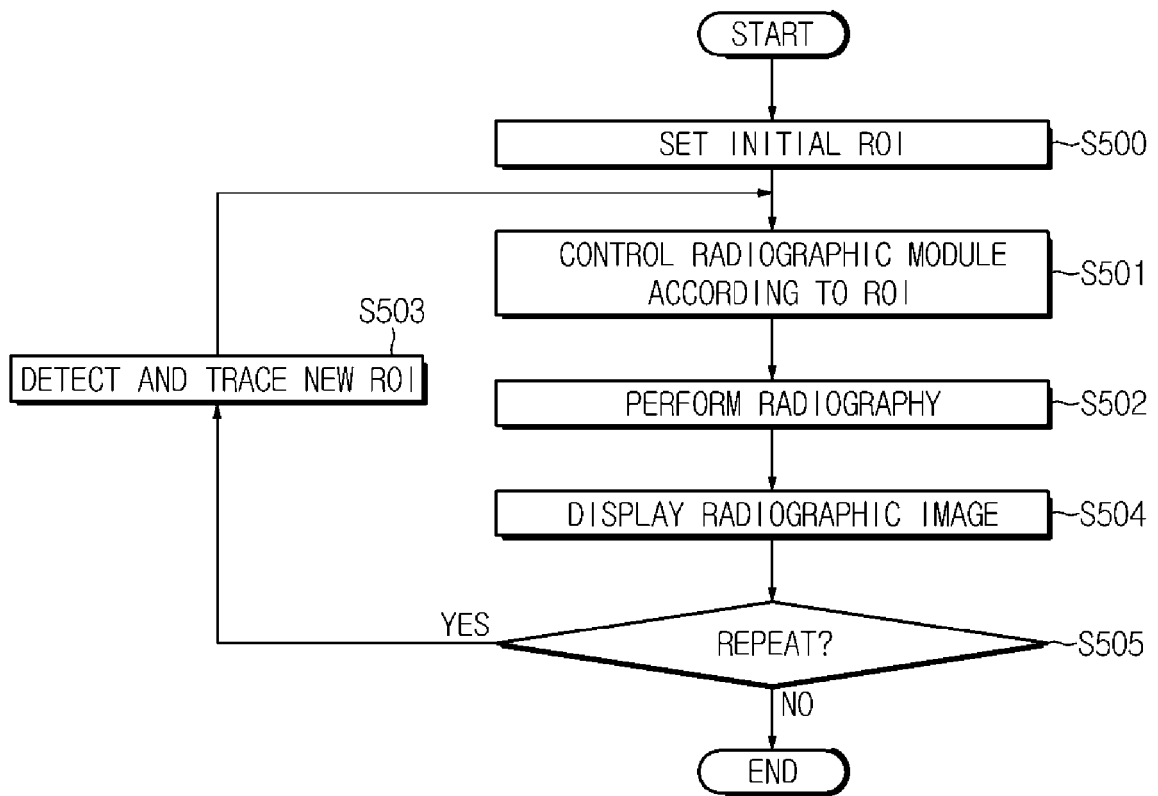 START
SET INITIAL ROI
S500
CONTROL RADIOGRAPHIC MODULE
ACCORDING TO ROI
S501
S503
DETECT AND TRACE NEW ROI
PERFORM RADIOGRAPHY
S502
DISPLAY RADIOGRAPHIC IMAGE
S504
YES
REPEAT?
S505
NO
END